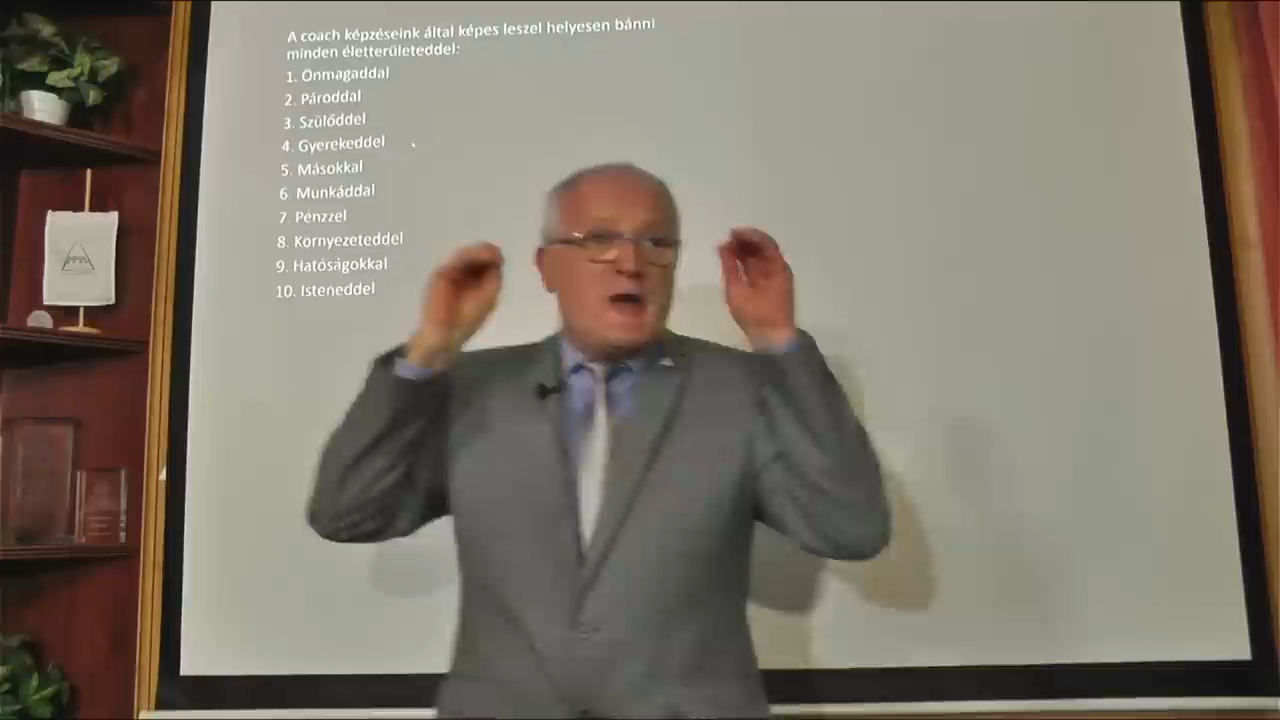 A coach képzéseink által képes leszel helyesen bánni
minden életterületeddel:
1. Önmagaddal
2. Pároddal
3. Szülőddel
4. Gyerekeddel
5. Másokkal
6. Munkáddal
7. Pénzzel
8. Környezeteddel
9. Hatóságokkal
10. Isteneddel